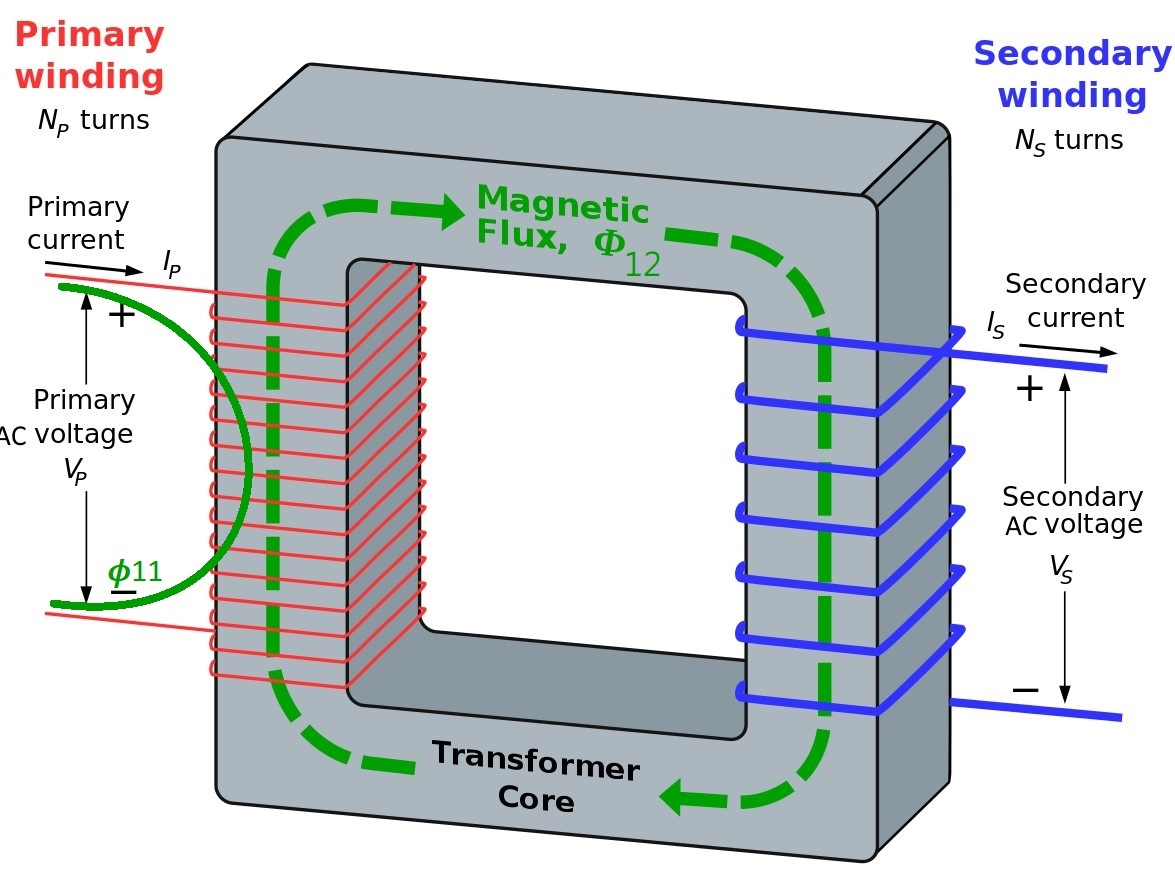 Primary
winding
N_P turns
Primary
current
I_P
+
Primary
AC voltage
V_P
ϕ11
−
Magnetic
Flux, Φ_12
Transformer
Core
Secondary
winding
N_S turns
Secondary
current
I_S
+
Secondary
AC voltage
V_S
−